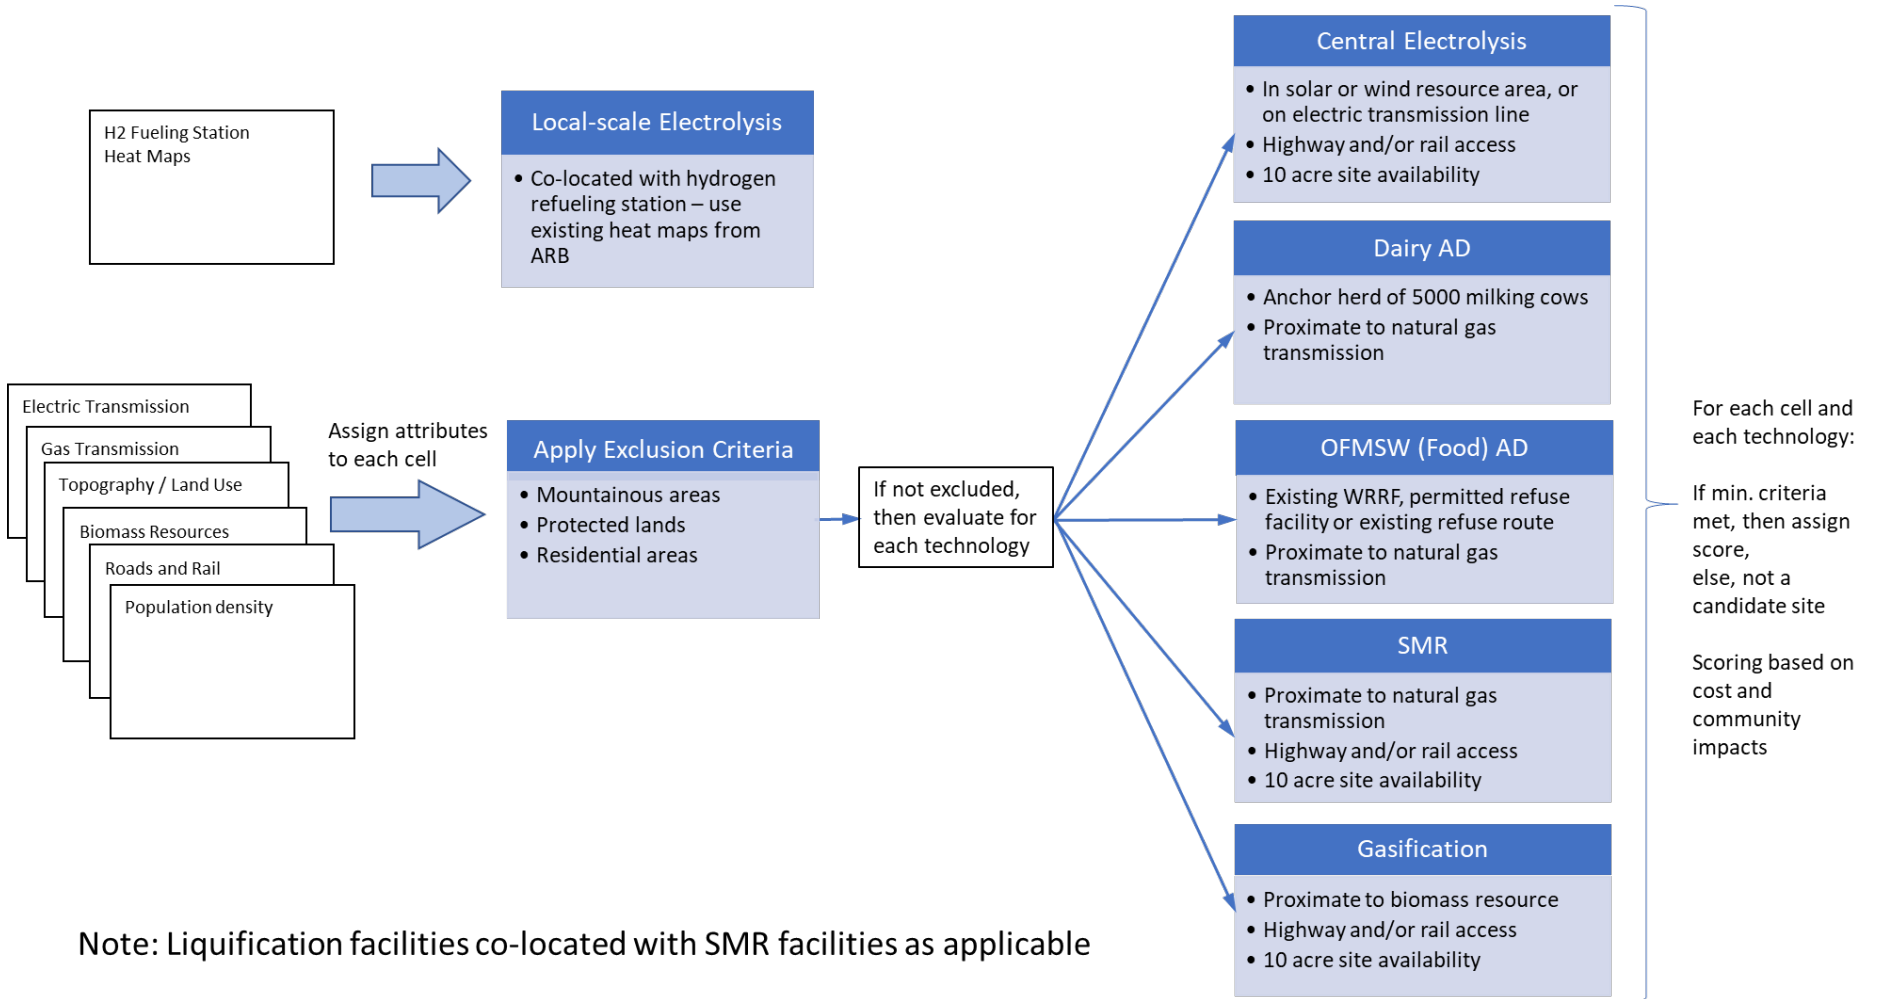 H2 Fueling Station
Heat Maps
Local-scale Electrolysis
• Co-located with hydrogen
refueling station – use
existing heat maps from
ARB
Electric Transmission
Gas Transmission
Topography / Land Use
Biomass Resources
Roads and Rail
Population density
Assign attributes
to each cell
Apply Exclusion Criteria
• Mountainous areas
• Protected lands
• Residential areas
If not excluded,
then evaluate for
each technology
Central Electrolysis
• In solar or wind resource area, or
on electric transmission line
• Highway and/or rail access
• 10 acre site availability
Dairy AD
• Anchor herd of 5000 milking cows
• Proximate to natural gas
transmission
OFMSW (Food) AD
• Existing WRRF, permitted refuse
facility or existing refuse route
• Proximate to natural gas
transmission
SMR
• Proximate to natural gas
transmission
• Highway and/or rail access
• 10 acre site availability
Gasification
• Proximate to biomass resource
• Highway and/or rail access
• 10 acre site availability
For each cell and
each technology:
If min. criteria
met, then assign
score,
else, not a
candidate site
Scoring based on
cost and
community
impacts
Note: Liquification facilities co-located with SMR facilities as applicable